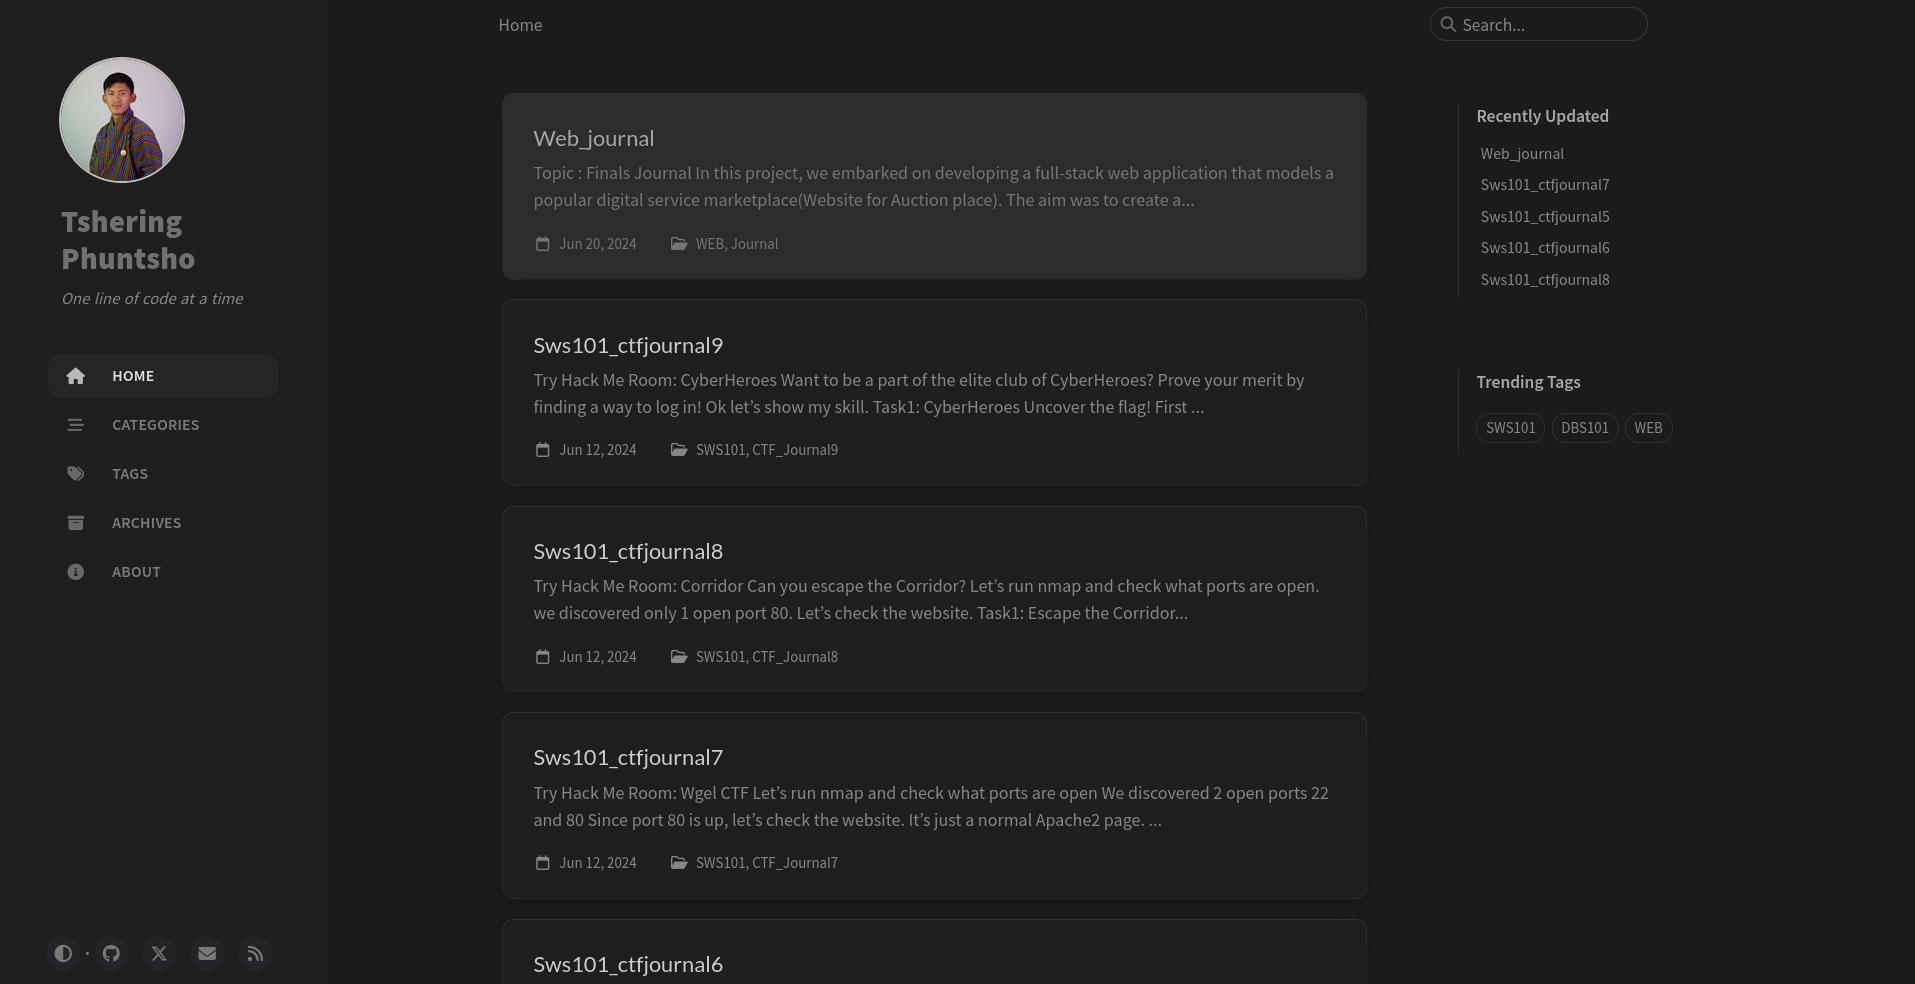 Tshering
Phuntsho
One line of code at a time
HOME
CATEGORIES
TAGS
ARCHIVES
ABOUT
Home
Search...
Web_journal
Topic : Finals Journal In this project, we embarked on developing a full-stack web application that models a
popular digital service marketplace(Website for Auction place). The aim was to create a...
Jun 20, 2024 WEB, Journal
Sws101_ctfjournal9
Try Hack Me Room: CyberHeroes Want to be a part of the elite club of CyberHeroes? Prove your merit by
finding a way to log in! Ok let’s show my skill. Task1: CyberHeroes Uncover the flag! First ...
Jun 12, 2024 SWS101, CTF_Journal9
Sws101_ctfjournal8
Try Hack Me Room: Corridor Can you escape the Corridor? Let’s run nmap and check what ports are open.
we discovered only 1 open port 80. Let’s check the website. Task1: Escape the Corridor...
Jun 12, 2024 SWS101, CTF_Journal8
Sws101_ctfjournal7
Try Hack Me Room: Wgel CTF Let’s run nmap and check what ports are open We discovered 2 open ports 22
and 80 Since port 80 is up, let’s check the website. It’s just a normal Apache2 page. ...
Jun 12, 2024 SWS101, CTF_Journal7
Sws101_ctfjournal6
Recently Updated
Web_journal
Sws101_ctfjournal7
Sws101_ctfjournal5
Sws101_ctfjournal6
Sws101_ctfjournal8
Trending Tags
SWS101 DBS101 WEB